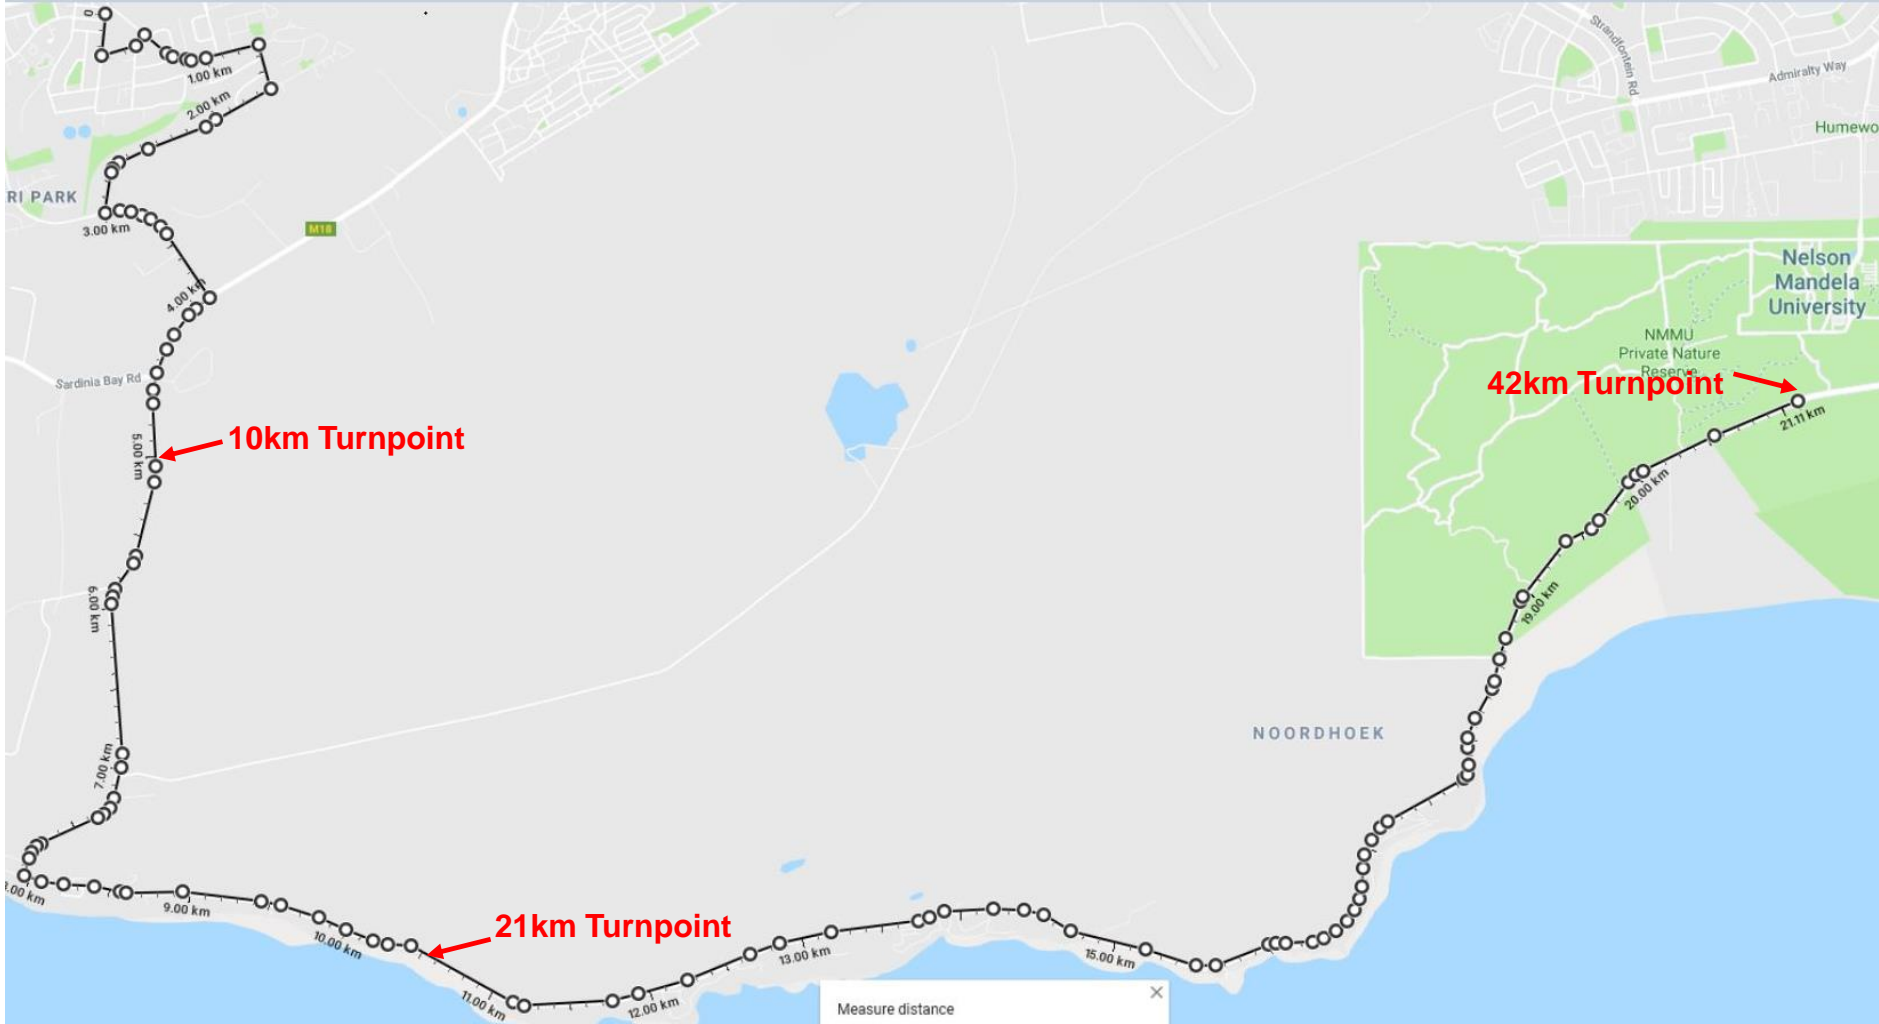 0
1.00 km
2.00 km
RI PARK
3.00 km
M18
4.00 km
Sardinia Bay Rd
5.00 km
10km Turnpoint
6.00 km
7.00 km
.00 km
9.00 km
10.00 km
21km Turnpoint
11.00 km
12.00 km
13.00 km
15.00 km
NOORDHOEK
19.00 km
20.00 km
21.11 km
42km Turnpoint
NMMU
Private Nature
Reserve
Nelson
Mandela
University
Strandfontein Rd
Admiralty Way
Humewo
Measure distance